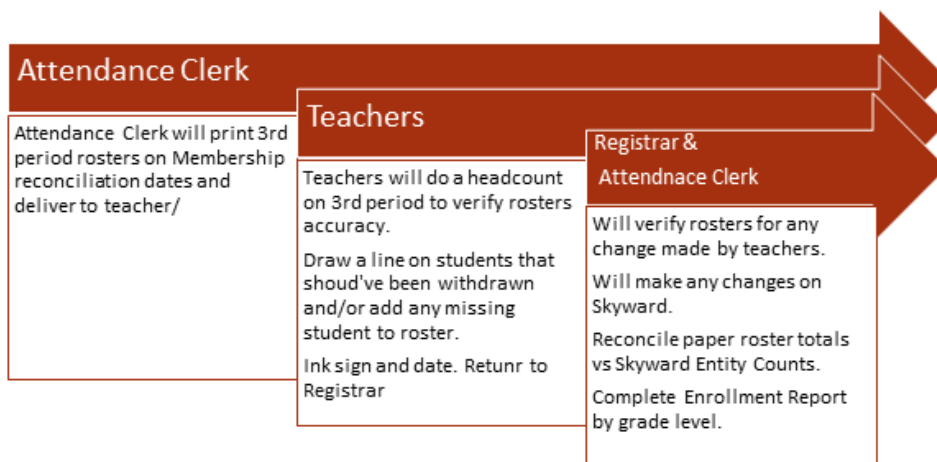 Attendance Clerk
Attendance Clerk will print 3rd
period rosters on Membership
reconciliation dates and
deliver to teacher/
Teachers
Teachers will do a headcount
on 3rd period to verify rosters
accuracy.
Draw a line on students that
shoud've been withdrawn
and/or add any missing
student to roster.
Ink sign and date. Retunr to
Registrar
Registrar &
Attendnace Clerk
Will verify rosters for any
change made by teachers.
Will make any changes on
Skyward.
Reconcile paper roster totals
vs Skyward Entity Counts.
Complete Enrollment Report
by grade level.